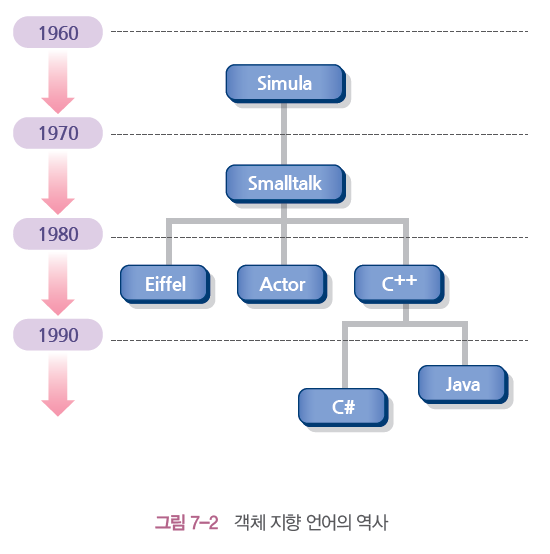 1960
Simula
1970
Smalltalk
1980
Eiffel Actor C++
1990
Java
C#
그림 7-2 객체 지향 언어의 역사